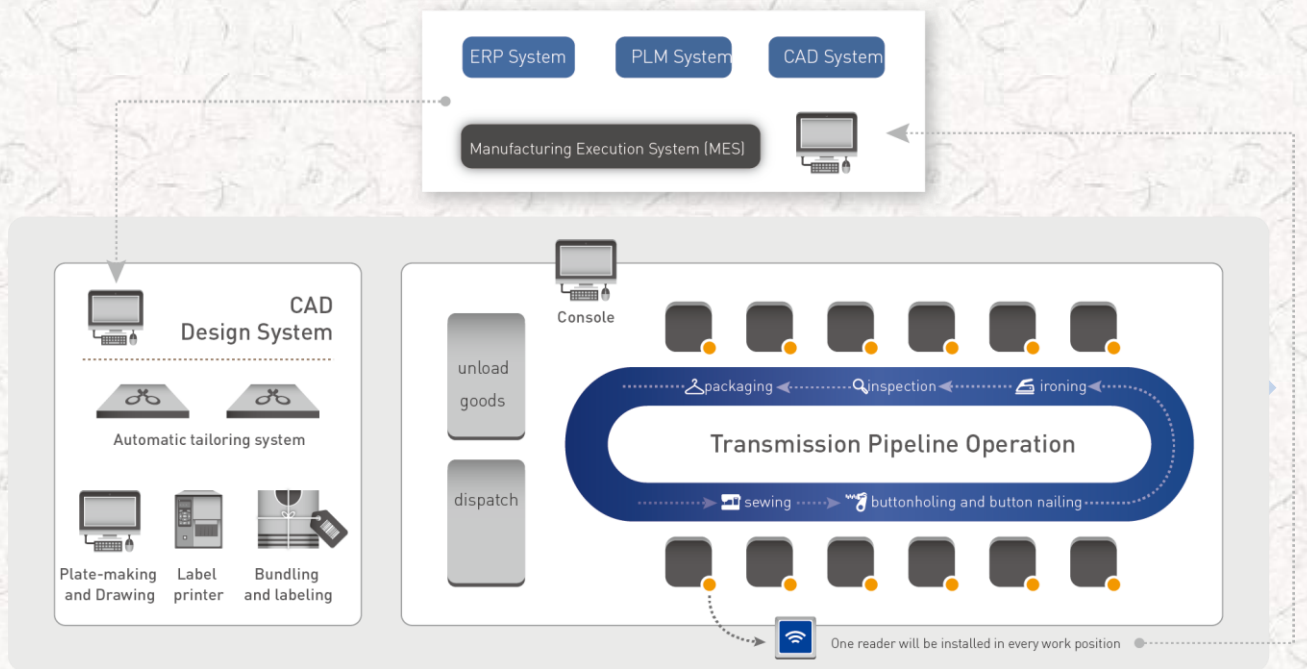 ERP System
PLM System
CAD System
Manufacturing Execution System (MES)
CAD
Design System
Automatic tailoring system
Plate-making
and Drawing
Label
printer
Bundling
and labeling
Console
unload
goods
dispatch
packaging
inspection
ironing
Transmission Pipeline Operation
sewing
buttonholing and button nailing
One reader will be installed in every work position